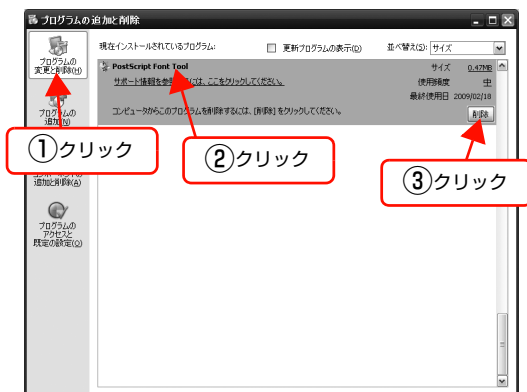 プログラムの追加と削除
現在インストールされているプログラム:
更新プログラムの表示(D)
並べ替え(S):
サイズ
プログラムの
変更と削除(H)
PostScript Font Tool
サイズ
0.47MB
サポート情報を参
には、ここをクリックしてください。
使用頻度
中
最終使用日
2009/02/18
コンピュータからこのプログラムを削除するには、[削除] をクリックしてください。
削除
プログラムの
追加(N)
①クリック
②クリック
③クリック
追加と削除(A)
プログラムの
アクセスと
既定の設定(O)